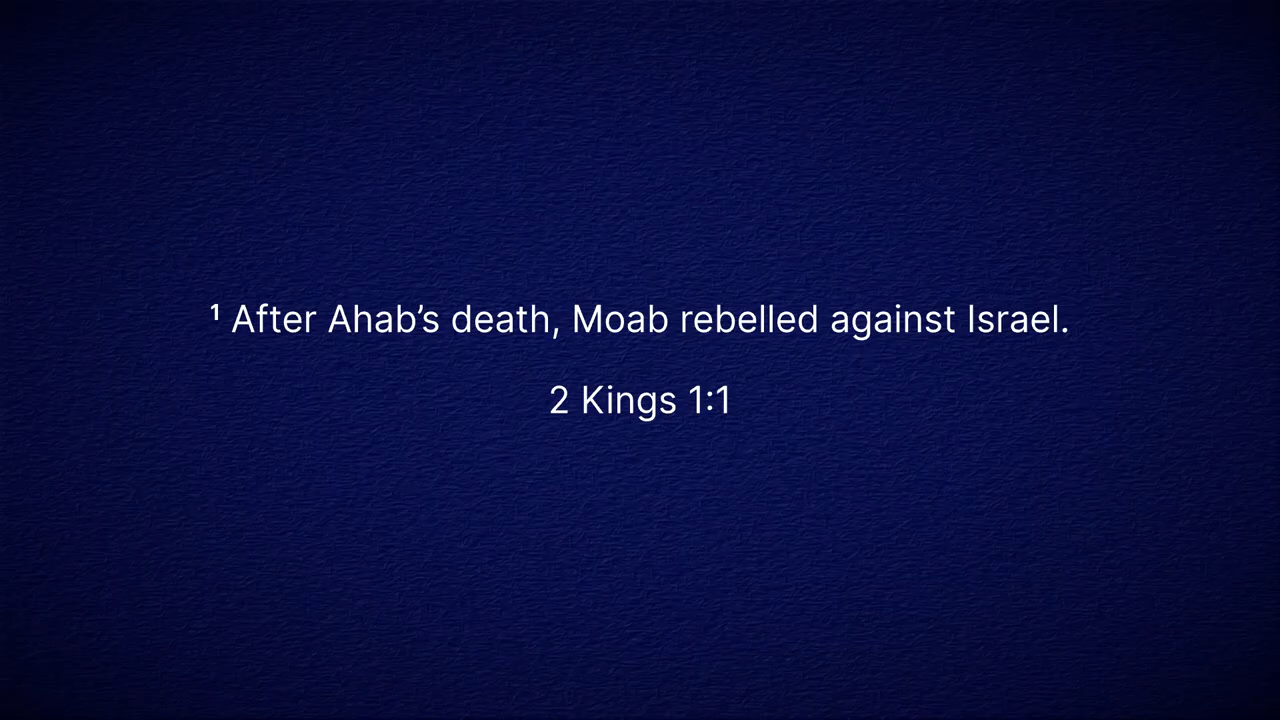 ¹ After Ahab’s death, Moab rebelled against Israel.
2 Kings 1:1